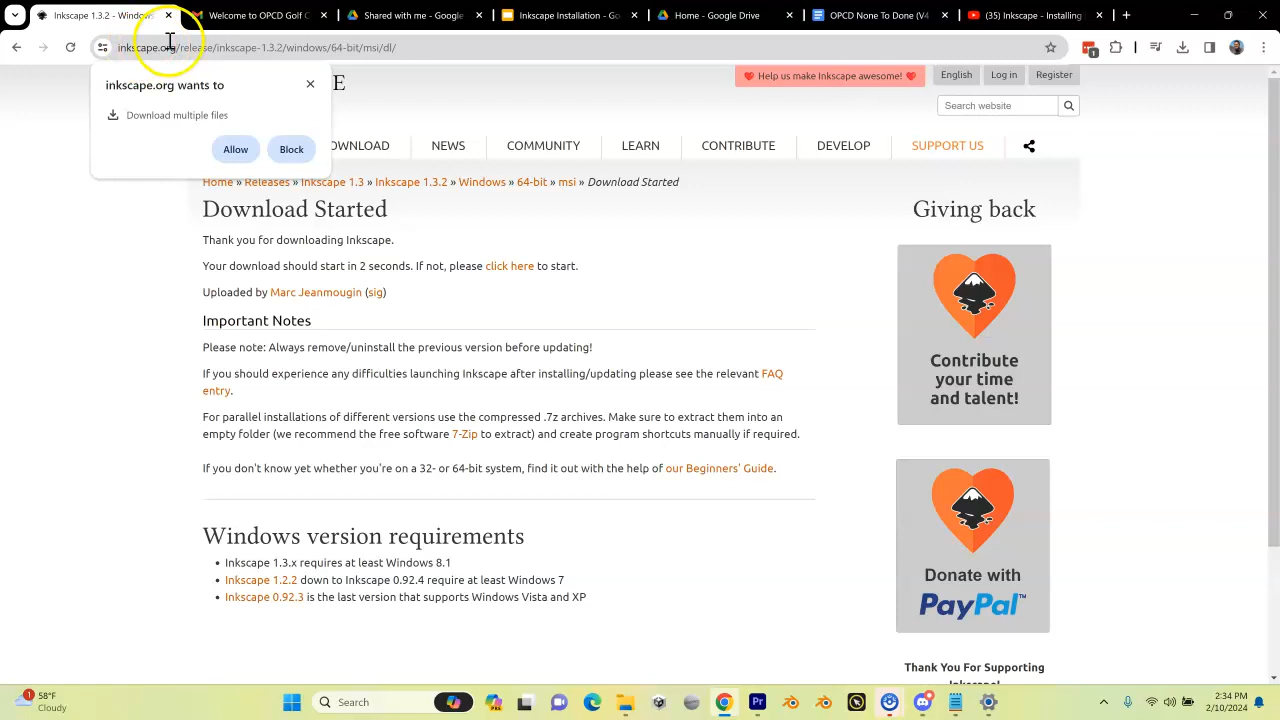 Inkscape 1.3.2 - Windows
Welcome to OPCD Golf C
Shared with me - Google
Inkscape Installation - Go
Home - Google Drive
OPCD None To Done (V4
(35) Inkscape - Installing
inkscape.org/release/inkscape-1.3.2/windows/64-bit/msi/dl/
1
inkscape.org wants to
Download multiple files
Allow
Block
E
Help us make Inkscape awesome!
English
Log in
Register
Search website
OWNLOAD
NEWS
COMMUNITY
LEARN
CONTRIBUTE
DEVELOP
SUPPORT US
Home » Releases » Inkscape 1.3 » Inkscape 1.3.2 » Windows » 64-bit » msi » Download Started
Download Started
Thank you for downloading Inkscape.
Your download should start in 2 seconds. If not, please click here to start.
Uploaded by Marc Jeanmougin (sig)
Important Notes
Please note: Always remove/uninstall the previous version before updating!
If you should experience any difficulties launching Inkscape after installing/updating please see the relevant FAQ
entry.
For parallel installations of different versions use the compressed .7z archives. Make sure to extract them into an
empty folder (we recommend the free software 7-Zip to extract) and create program shortcuts manually if required.
If you don't know yet whether you're on a 32- or 64-bit system, find it out with the help of our Beginners' Guide.
Windows version requirements
Inkscape 1.3.x requires at least Windows 8.1
Inkscape 1.2.2 down to Inkscape 0.92.4 require at least Windows 7
Inkscape 0.92.3 is the last version that supports Windows Vista and XP
Giving back
Contribute
your time
and talent!
Donate with
PayPal™
Thank You For Supporting
1
58°F
Cloudy
Search
Pr
2:34 PM
2/10/2024